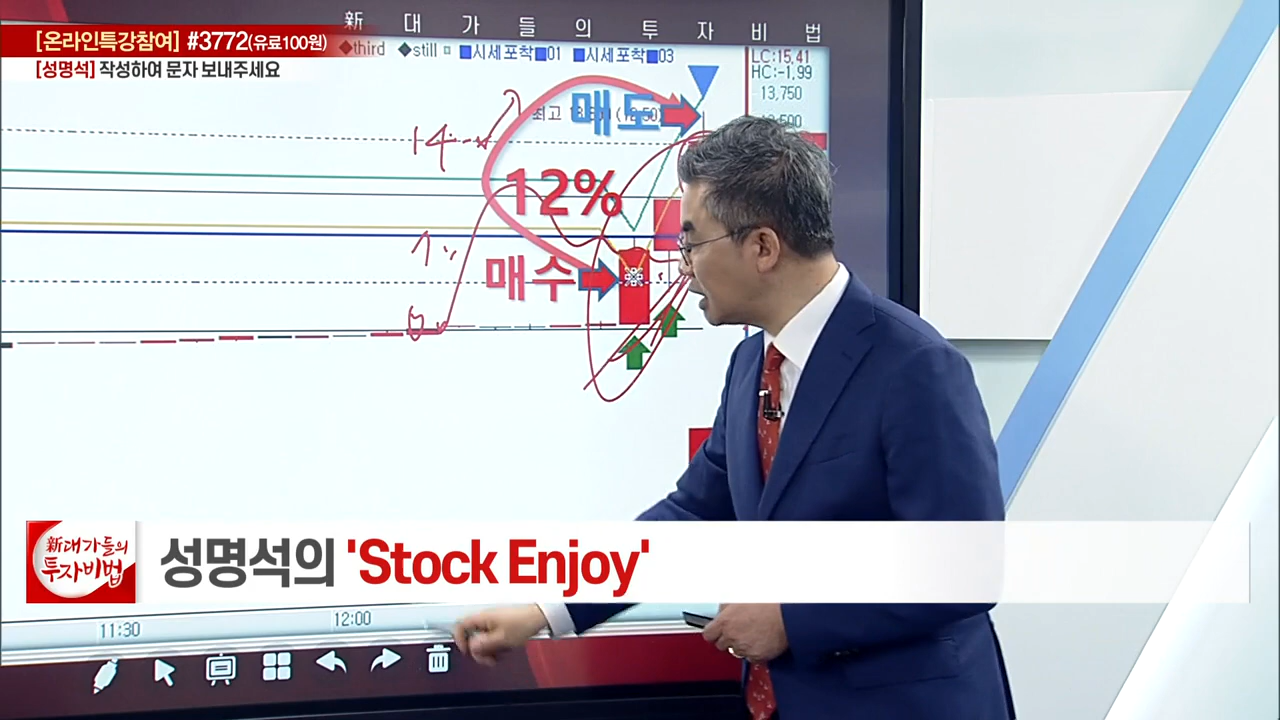 新 대 가 들 의 투 자 비 법
[온라인특강참여] #3772(유료100원)
[성명석] 작성하여 문자 보내주세요
◆third ◆still ▫ ■시세포착■01 ■시세포착■03
LC:15,41
HC:-1,99
13,750
13,500
매도
14
12%
매수
新대가들의
투자비법
성명석의 'Stock Enjoy'
11:30 12:00